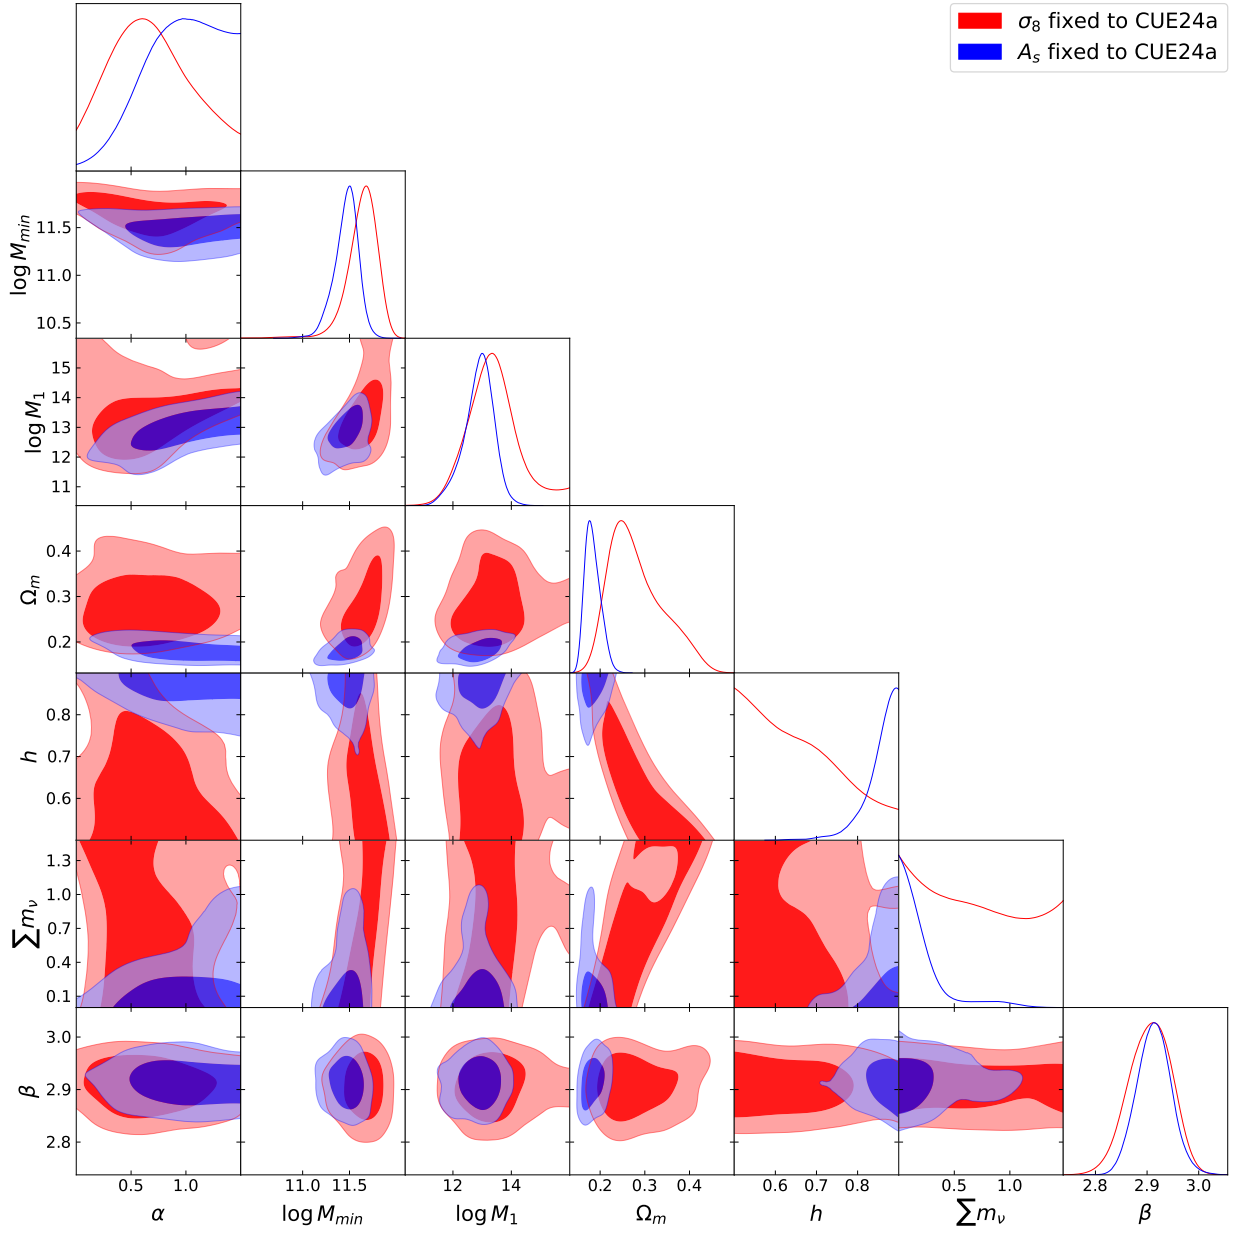 σ₈ fixed to CUE24a
Aₛ fixed to CUE24a
log M_min
11.5
11.0
10.5
log M₁
15
14
13
12
11
Ωₘ
0.4
0.3
0.2
h
0.8
0.7
0.6
∑mᵥ
1.3
1.0
0.7
0.4
0.1
β
3.0
2.9
2.8
0.5 1.0 11.0 11.5 12 14 0.2 0.3 0.4 0.6 0.7 0.8 0.5 1.0 2.8 2.9 3.0
α log M_min log M₁ Ωₘ h ∑mᵥ β